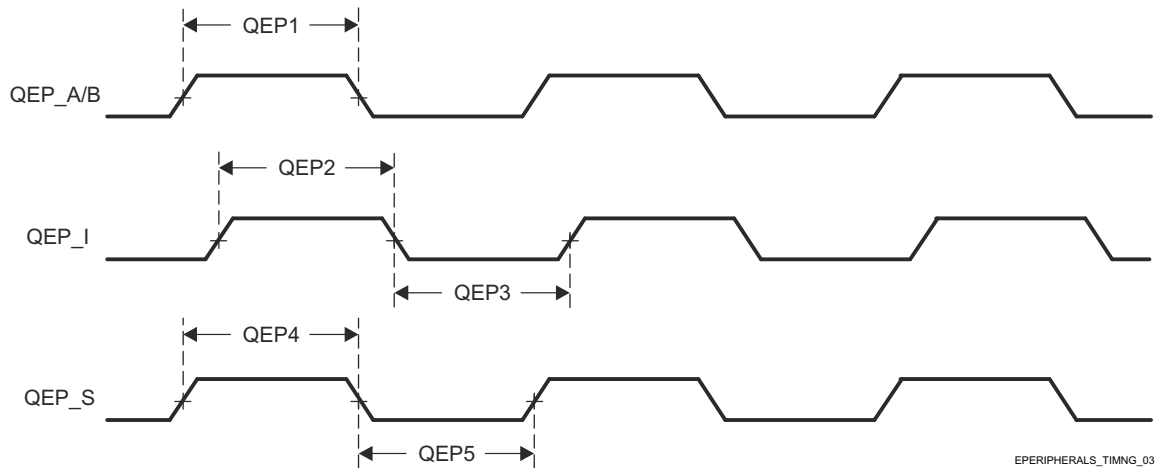 QEP1
QEP_A/B
QEP2
QEP_I
QEP3
QEP4
QEP_S
QEP5
EPERIPHERALS_TIMNG_03